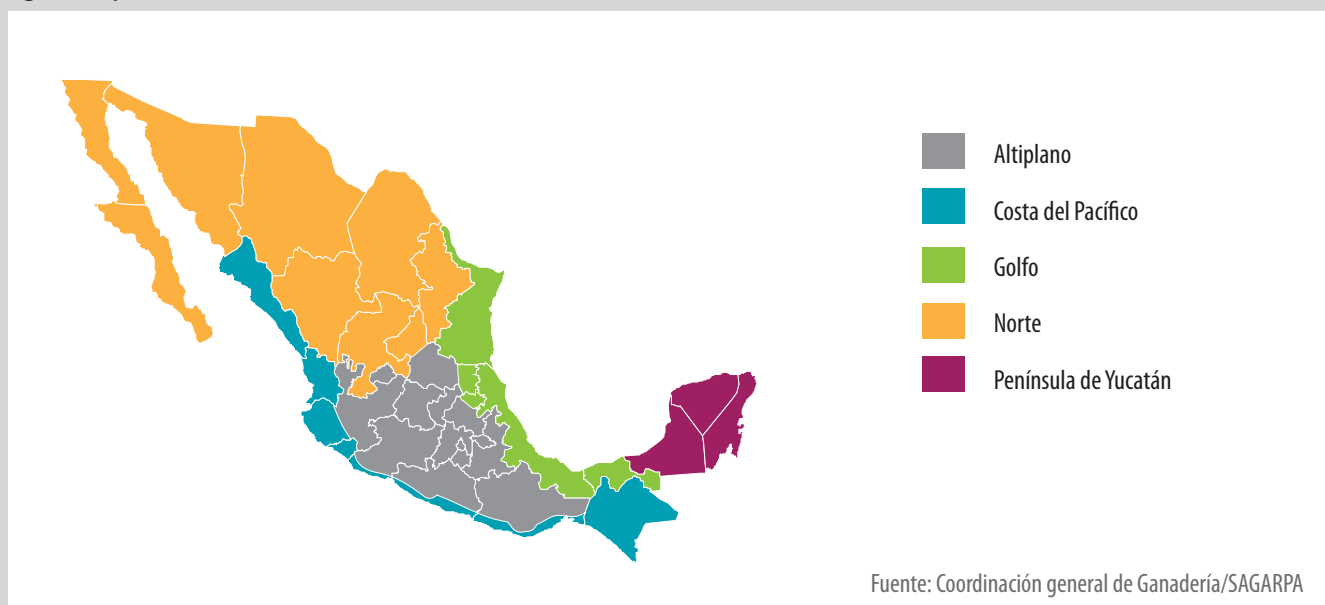 Altiplano
Costa del Pacífico
Golfo
Norte
Península de Yucatán
Fuente: Coordinación general de Ganadería/SAGARPA